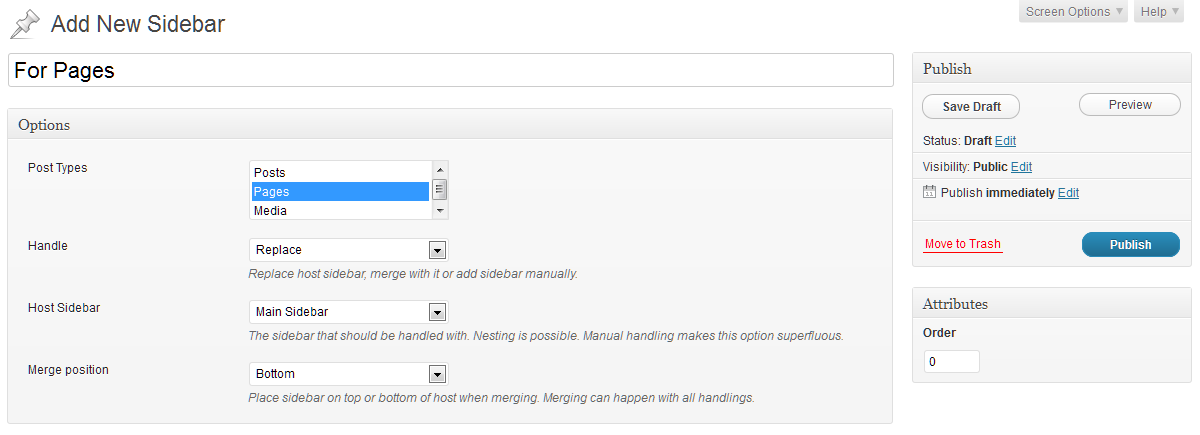 Screen Options
Help
Add New Sidebar
For Pages
Options
Post Types
Posts
Pages
Media
Handle
Replace
Replace host sidebar, merge with it or add sidebar manually.
Host Sidebar
Main Sidebar
The sidebar that should be handled with. Nesting is possible. Manual handling makes this option superfluous.
Merge position
Bottom
Place sidebar on top or bottom of host when merging. Merging can happen with all handlings.
Publish
Save Draft
Preview
Status: Draft Edit
Visibility: Public Edit
Publish immediately Edit
Move to Trash
Publish
Attributes
Order
0